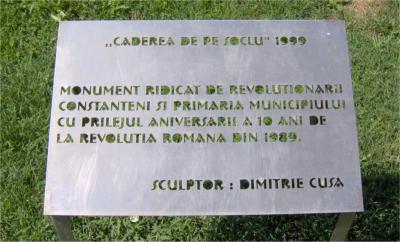 „CADEREA DE PE SOCLU" 1999
MONUMENT RIDICAT DE REVOLUTIONARII
CONSTANTENI SI PRIMARIA MUNICIPIULUI
CU PRILEJUL ANIVERSARII A 10 ANI DE
LA REVOLUTIA ROMANA DIN 1989.
SCULPTOR : DIMITRIE CUSA